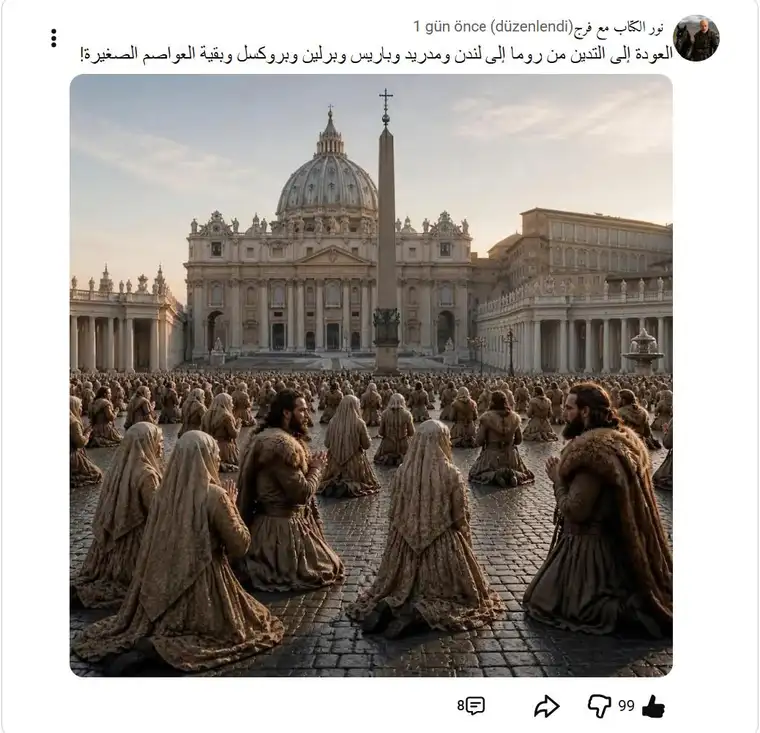 نور الكتاب مع فرج 1 gün önce (düzenlendi)
العودة إلى التدين من روما إلى لندن ومدريد وباريس وبرلين وبروكسل وبقية العواصم الصغيرة!
8
99